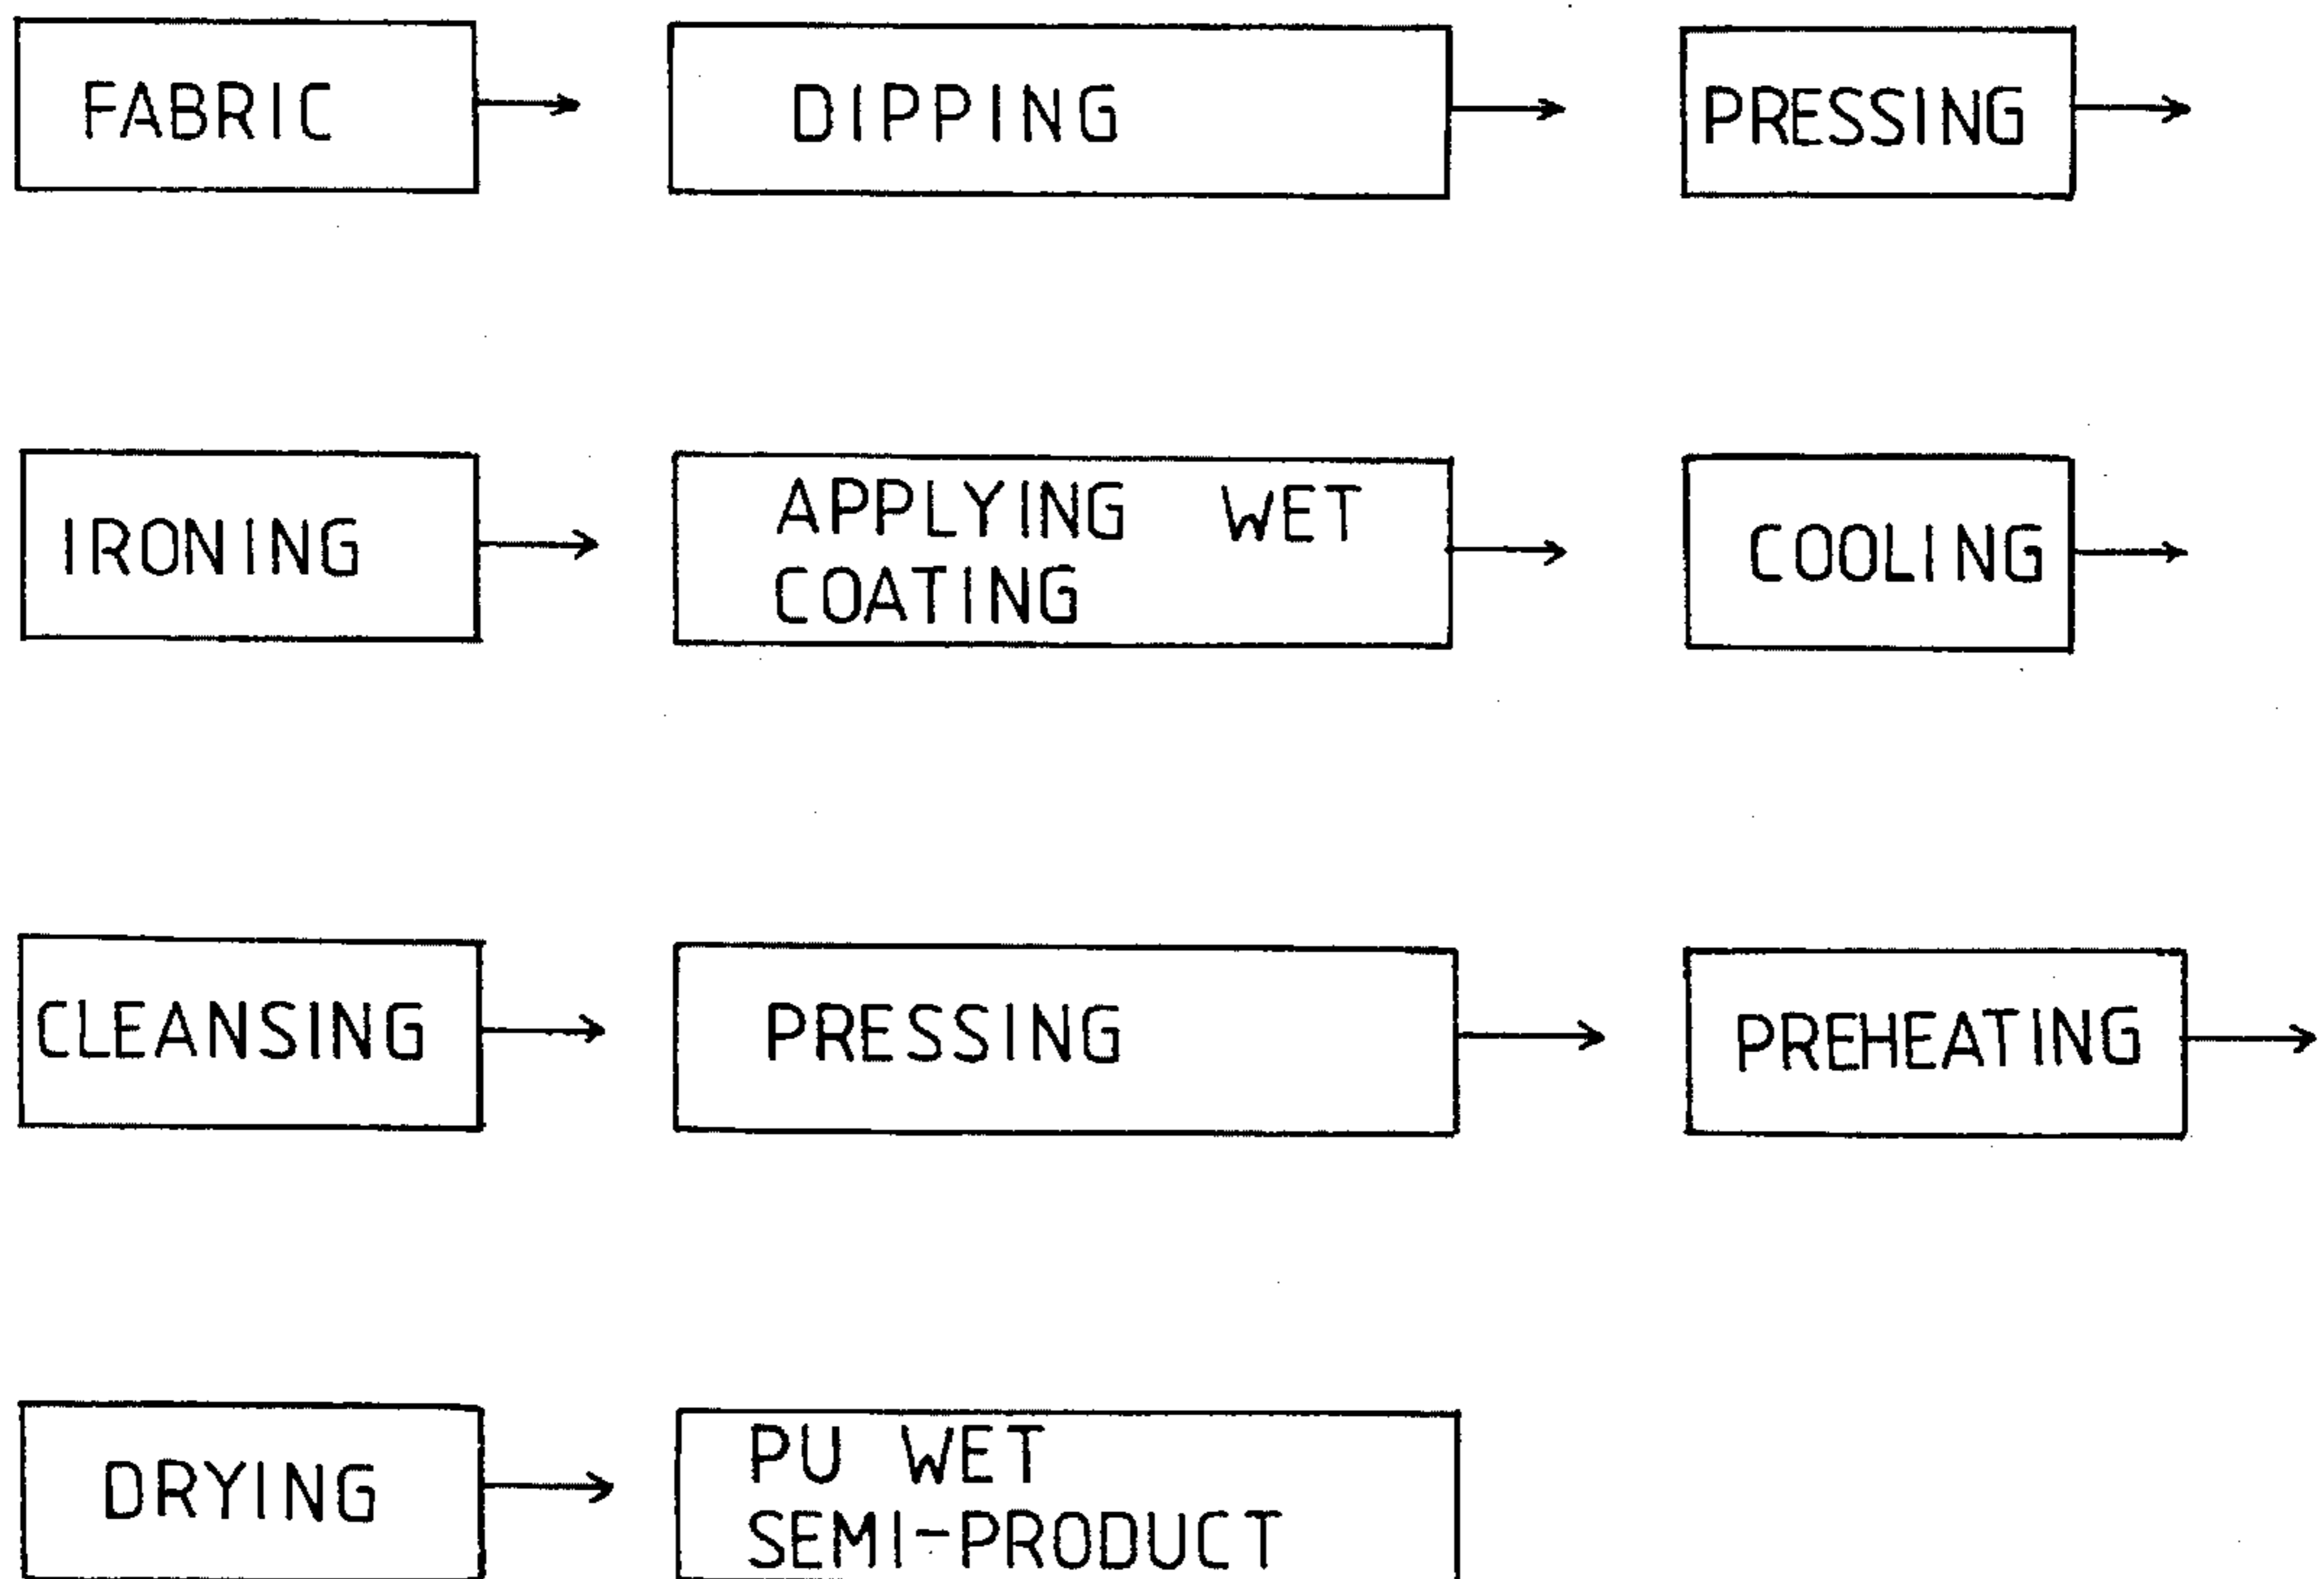 FABRIC
DIPPING
PRESSING
IRONING
APPLYING WET
COATING
COOLING
CLEANSING
PRESSING
PREHEATING
DRYING
PU WET
SEMI-PRODUCT